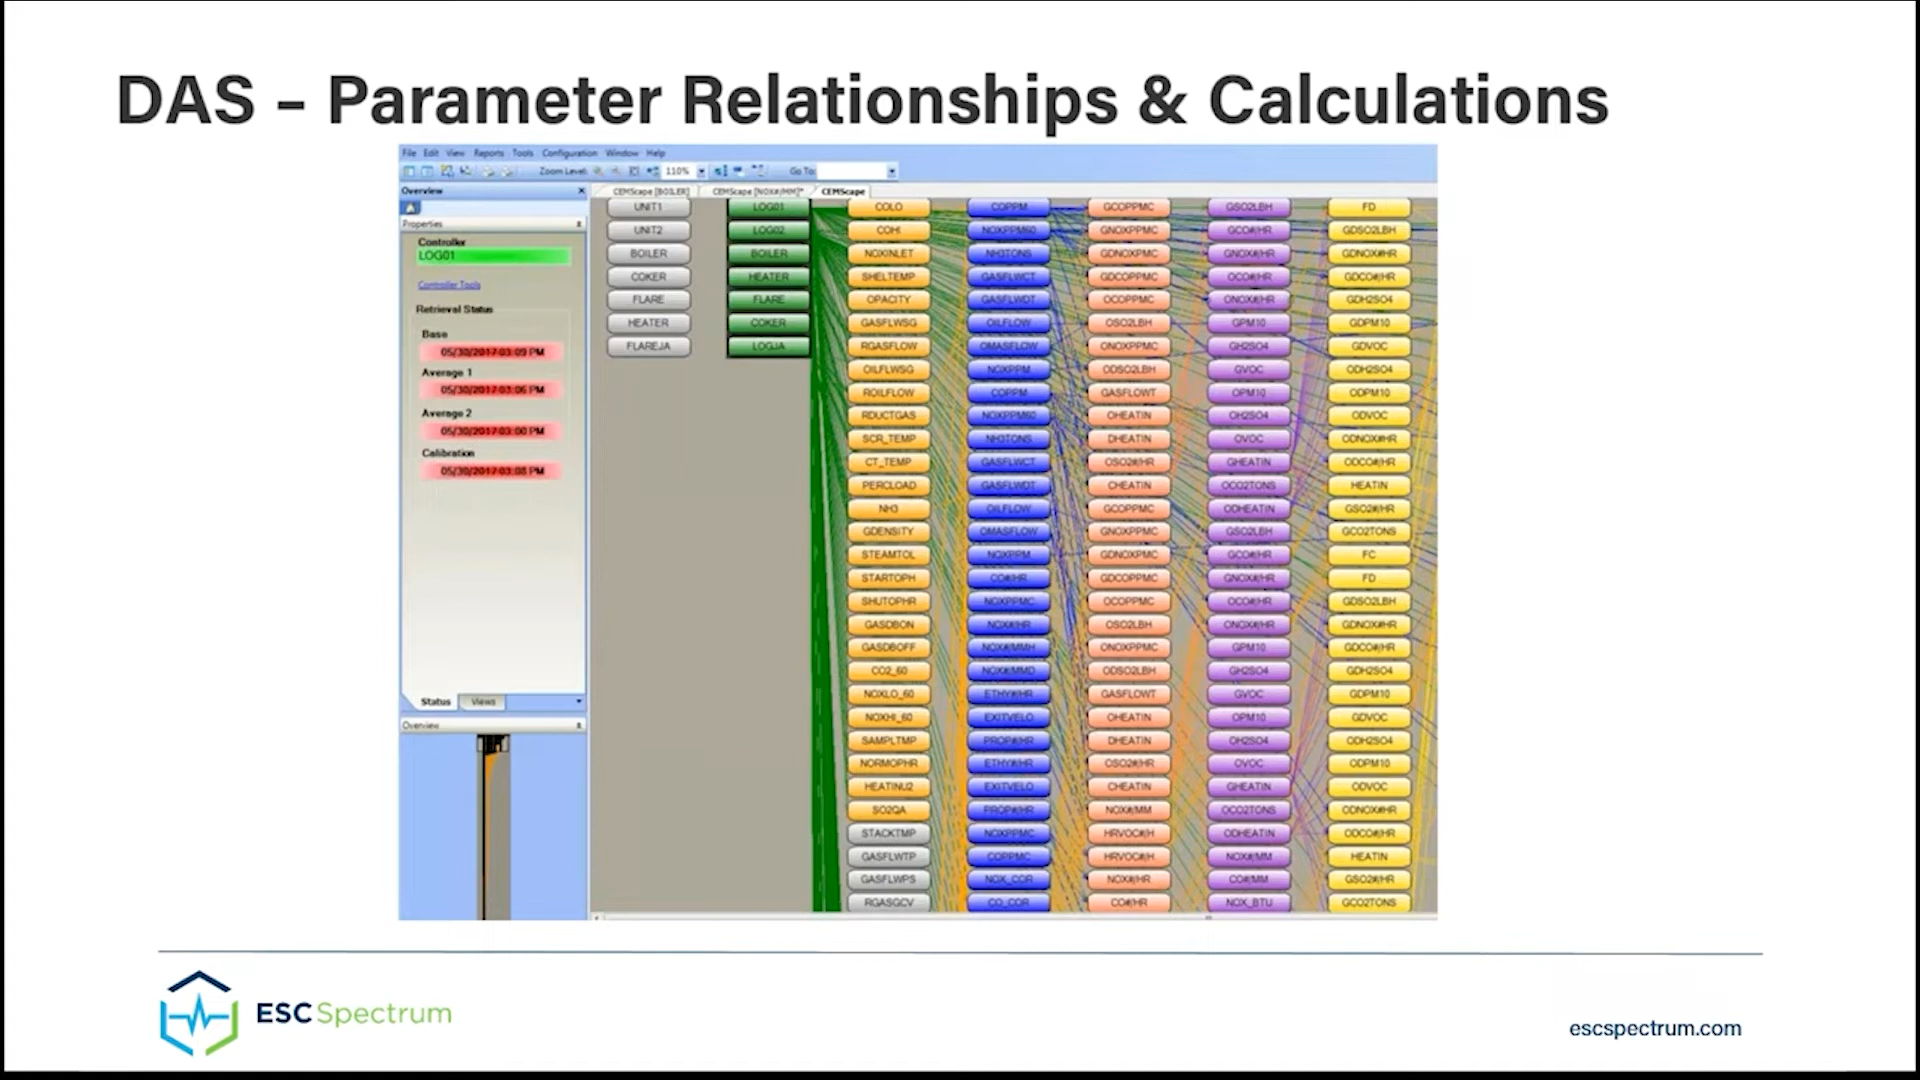 DAS – Parameter Relationships & Calculations
File Edit View Reports Tools Configuration Window Help
Zoom Level: 110% Go To:
Overview
CEMScape [BOILER] CEMScape [NOX#/MM]* CEMScape
Properties
Controller
LOG01
Controller Tools
Retrieval Status
Base
05/30/2017 03:09 PM
Average 1
05/30/2017 03:06 PM
Average 2
05/30/2017 03:00 PM
Calibration
05/30/2017 03:08 PM
Status Views
Overview
UNIT1 LOG01 COLO COPPM GCOPPMC GSO2LBH FD
UNIT2 LOG02 COHI NOXPPM60 GNOXPPMC GCO#/HR GDSO2LBH
BOILER BOILER NOXINLET NH3TONS GDNOXPMC GNOX#/HR GDNOX#/HR
COKER HEATER SHELTEMP GASFLWCT GDCOPPMC OCO#/HR GDCO#/HR
FLARE FLARE OPACITY GASFLWDT OCOPPMC ONOX#/HR GDH2SO4
HEATER COKER GASFLWSG OILFLOW OSO2LBH GPM10 GDPM10
FLAREJA LOGJA RGASFLOW OMASFLOW ONOXPPMC GH2SO4 GDVOC
OILFLWSG NOXPPM ODSO2LBH GVOC ODH2SO4
ROILFLOW COPPM GASFLOWT OPM10 ODPM10
RDUCTGAS NOXPPM60 OHEATIN OH2SO4 ODVOC
SCR_TEMP NH3TONS DHEATIN OVOC ODNOX#/HR
CT_TEMP GASFLWCT OSO2#/HR GHEATIN ODCO#/HR
PERCLOAD GASFLWDT CHEATIN OCO2TONS HEATIN
NH3 OILFLOW GCOPPMC ODHEATIN GSO2#/HR
GDENSITY OMASFLOW GNOXPPMC GSO2LBH GCO2TONS
STEAMTOL NOXPPM GDNOXPMC GCO#/HR FC
STARTOPH CO#/HR GDCOPPMC GNOX#/HR FD
SHUTOPHR NOXPPMC OCOPPMC OCO#/HR GDSO2LBH
GASDBON NOX#/HR OSO2LBH ONOX#/HR GDNOX#/HR
GASDBOFF NOX#/MMH ONOXPPMC GPM10 GDCO#/HR
CO2_60 NOX#/MMD ODSO2LBH GH2SO4 GDH2SO4
NOXLO_60 ETHY#/HR GASFLOWT GVOC GDPM10
NOXHI_60 EXITVELO OHEATIN OPM10 GDVOC
SAMPLTMP PROP#/HR DHEATIN OH2SO4 ODH2SO4
NORMOPHR ETHY#/HR OSO2#/HR OVOC ODPM10
HEATINU2 EXITVELO CHEATIN GHEATIN ODVOC
SO2QA PROP#/HR NOX#/MM OCO2TONS ODNOX#/HR
STACKTMP NOXPPMC HRVOC#/H ODHEATIN ODCO#/HR
GASFLWTP COPPMC HRVOC#/H NOX#/MM HEATIN
GASFLWPS NOX_COR NOX#/HR CO#/MM GSO2#/HR
RGASGCV CO_COR CO#/HR NOX_BTU GCO2TONS
ESC Spectrum
escspectrum.com